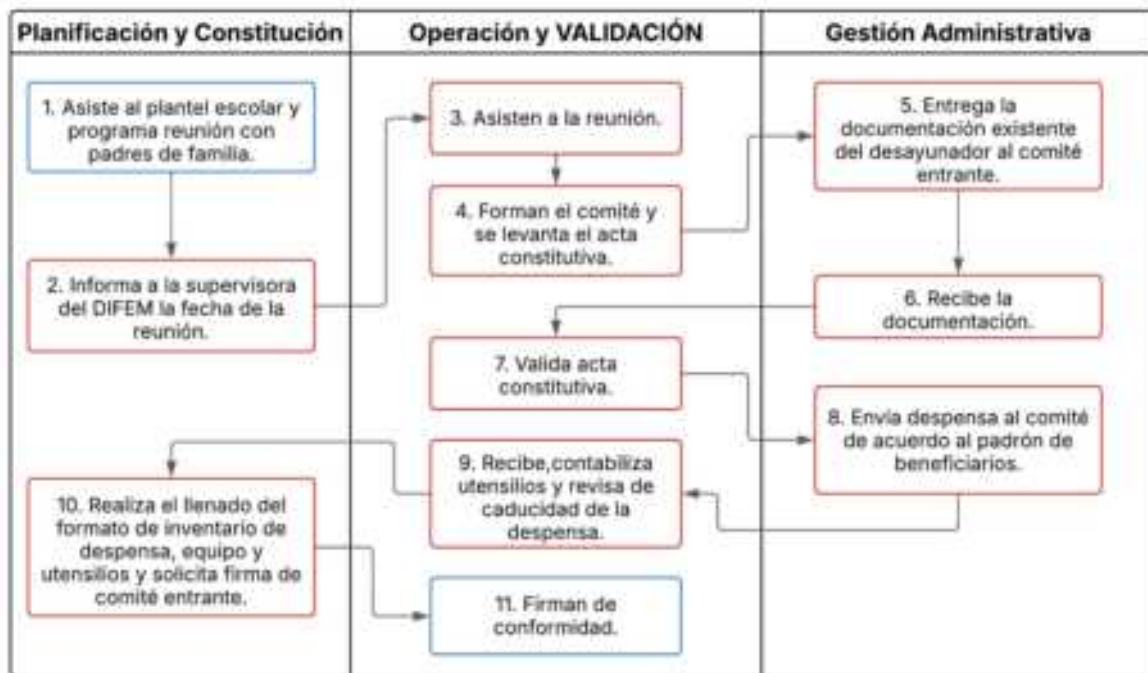 Planificación y Constitución
Operación y VALIDACIÓN
Gestión Administrativa
1. Asiste al plantel escolar y
programa reunión con
padres de familia.
2. Informa a la supervisora
del DIFEM la fecha de la
reunión.
3. Asisten a la reunión.
4. Forman el comité y
se levanta el acta
constitutiva.
5. Entrega la
documentación existente
del desayunador al comité
entrante.
6. Recibe la
documentación.
7. Valida acta
constitutiva.
8. Envía despensa al comité
de acuerdo al padrón de
beneficiarios.
9. Recibe,contabiliza
utensilios y revisa de
caducidad de la
despensa.
10. Realiza el llenado del
formato de inventario de
despensa, equipo y
utensilios y solicita firma de
comité entrante.
11. Firman de
conformidad.